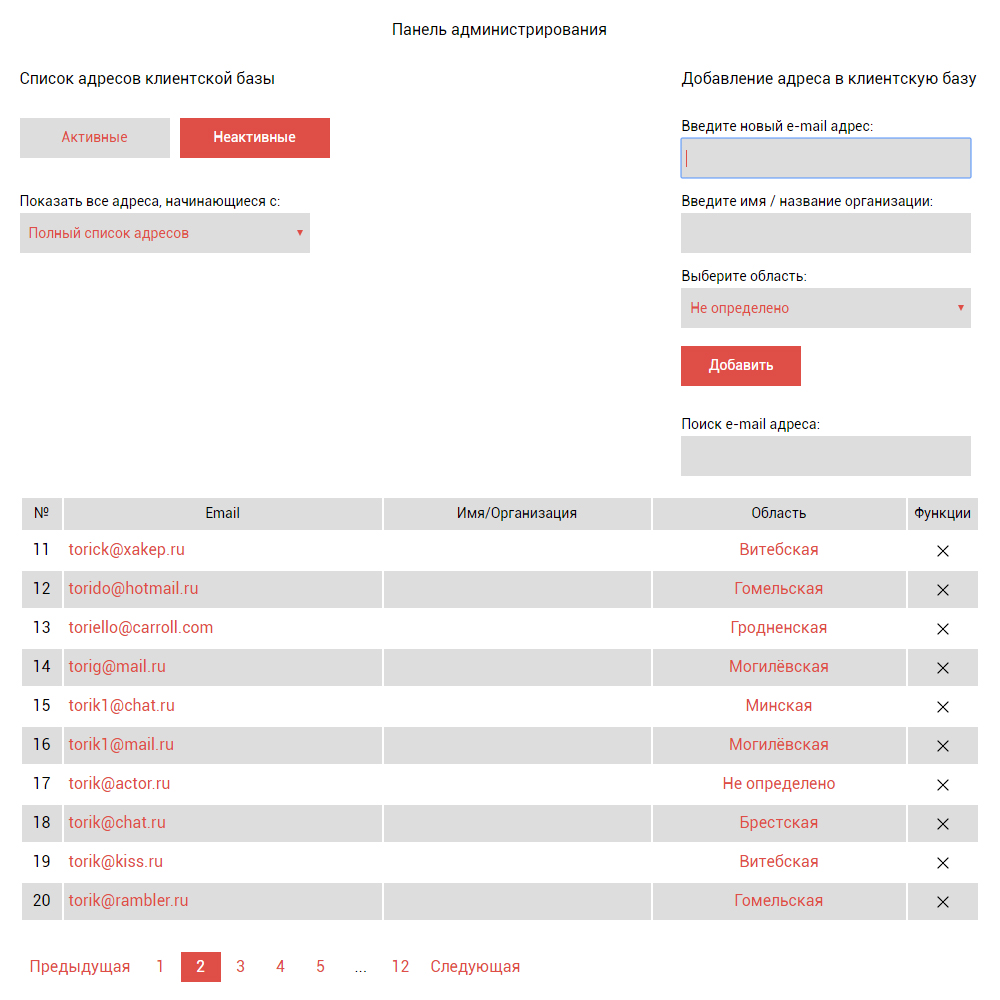 Панель администрирования
Список адресов клиентской базы
Активные Неактивные
Показать все адреса, начинающиеся с:
Полный список адресов
Добавление адреса в клиентскую базу
Введите новый e-mail адрес:
Введите имя / название организации:
Выберите область:
Не определено
Добавить
Поиск e-mail адреса:
№ Email Имя/Организация Область Функции
11 torick@xakep.ru Витебская
12 torido@hotmail.ru Гомельская
13 toriello@carroll.com Гродненская
14 torig@mail.ru Могилёвская
15 torik1@chat.ru Минская
16 torik1@mail.ru Могилёвская
17 torik@actor.ru Не определено
18 torik@chat.ru Брестская
19 torik@kiss.ru Витебская
20 torik@rambler.ru Гомельская
Предыдущая 1 2 3 4 5 ... 12 Следующая